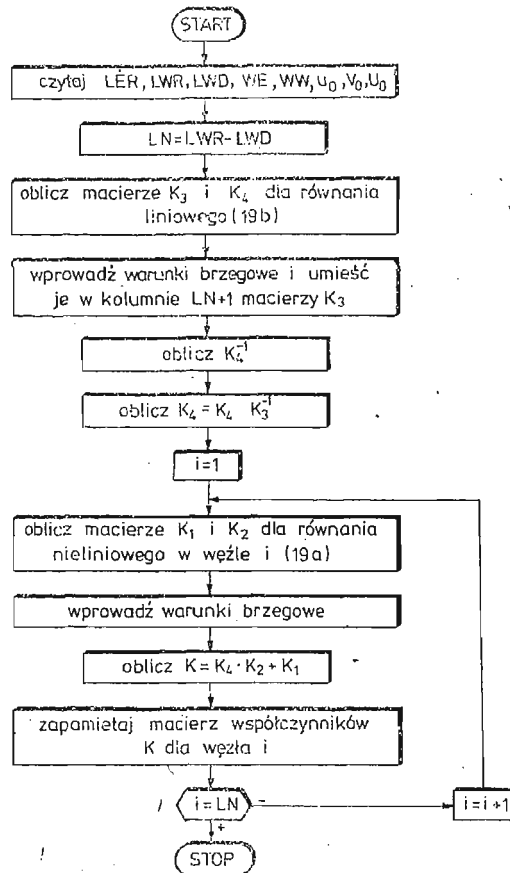 START
czytaj LER, LWR, LWD, WE, WW, u₀, V₀, U₀
LN=LWR-LWD
oblicz macierze K₃ i K₄ dla równania
liniowego (19b)
wprowadź warunki brzegowe i umieść
je w kolumnie LN+1 macierzy K₃
oblicz K₄⁻¹
oblicz K₄ = K₄ K₃⁻¹
i=1
oblicz macierze K₁ i K₂ dla równania
nieliniowego w węźle i (19a)
wprowadź warunki brzegowe
oblicz K = K₄ · K₂ + K₁
zapamietaj macierz współczynników
K dla węzła i
i=LN
-
i=i+1
+
STOP